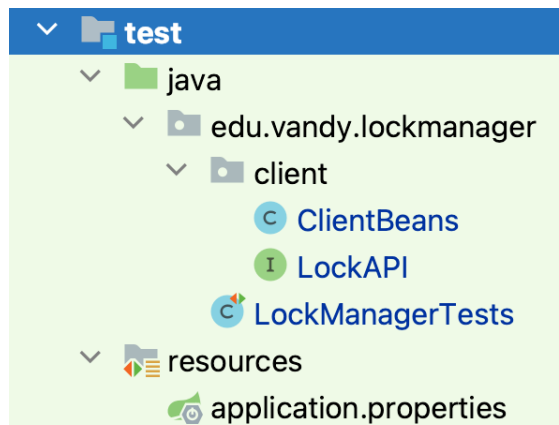 test
java
edu.vandy.lockmanager
client
C ClientBeans
I LockAPI
C LockManagerTests
resources
application.properties